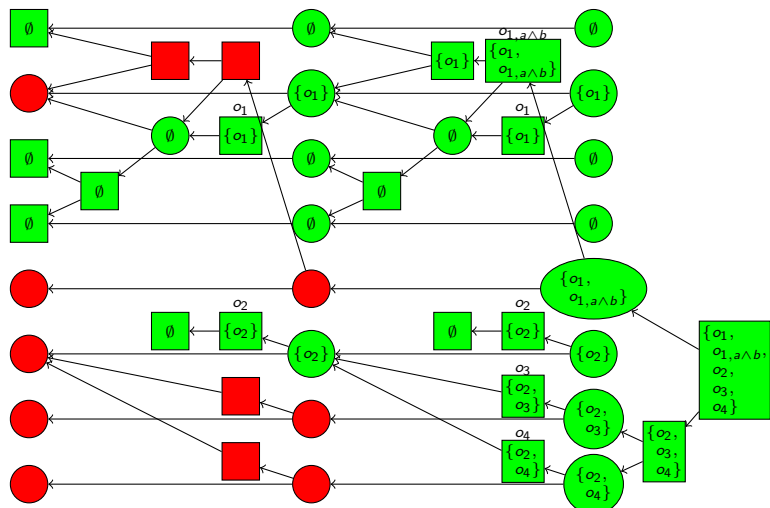 ∅ ∅ o₁,ₐ∧b ∅
{o₁} {o₁,
o₁,ₐ∧b}
{o₁} {o₁}
o₁ o₁
∅ {o₁} ∅ {o₁}
∅ ∅ ∅
∅ ∅
∅ ∅ ∅
{o₁,
o₁,ₐ∧b}
o₂ o₂
∅ {o₂} ∅ {o₂}
{o₂} {o₂}
{o₁,
o₁,ₐ∧b,
o₂,
o₃,
o₄}
o₃
{o₂,
o₃}
{o₂,
o₃}
o₄
{o₂,
o₄}
{o₂,
o₃,
o₄}
{o₂,
o₄}